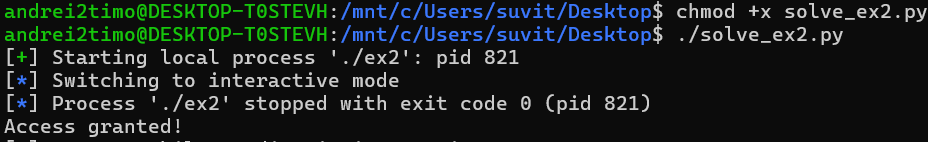 andrei2timo@DESKTOP-T0STEVH:/mnt/c/Users/suvit/Desktop$ chmod +x solve_ex2.py
andrei2timo@DESKTOP-T0STEVH:/mnt/c/Users/suvit/Desktop$ ./solve_ex2.py
[+] Starting local process './ex2': pid 821
[*] Switching to interactive mode
[*] Process './ex2' stopped with exit code 0 (pid 821)
Access granted!